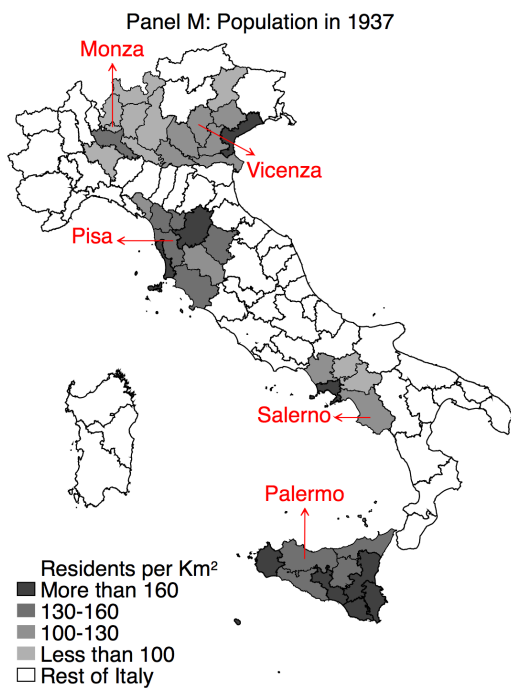 Panel M: Population in 1937
Monza
Vicenza
Pisa
Salerno
Palermo
Residents per Km²
More than 160
130-160
100-130
Less than 100
Rest of Italy